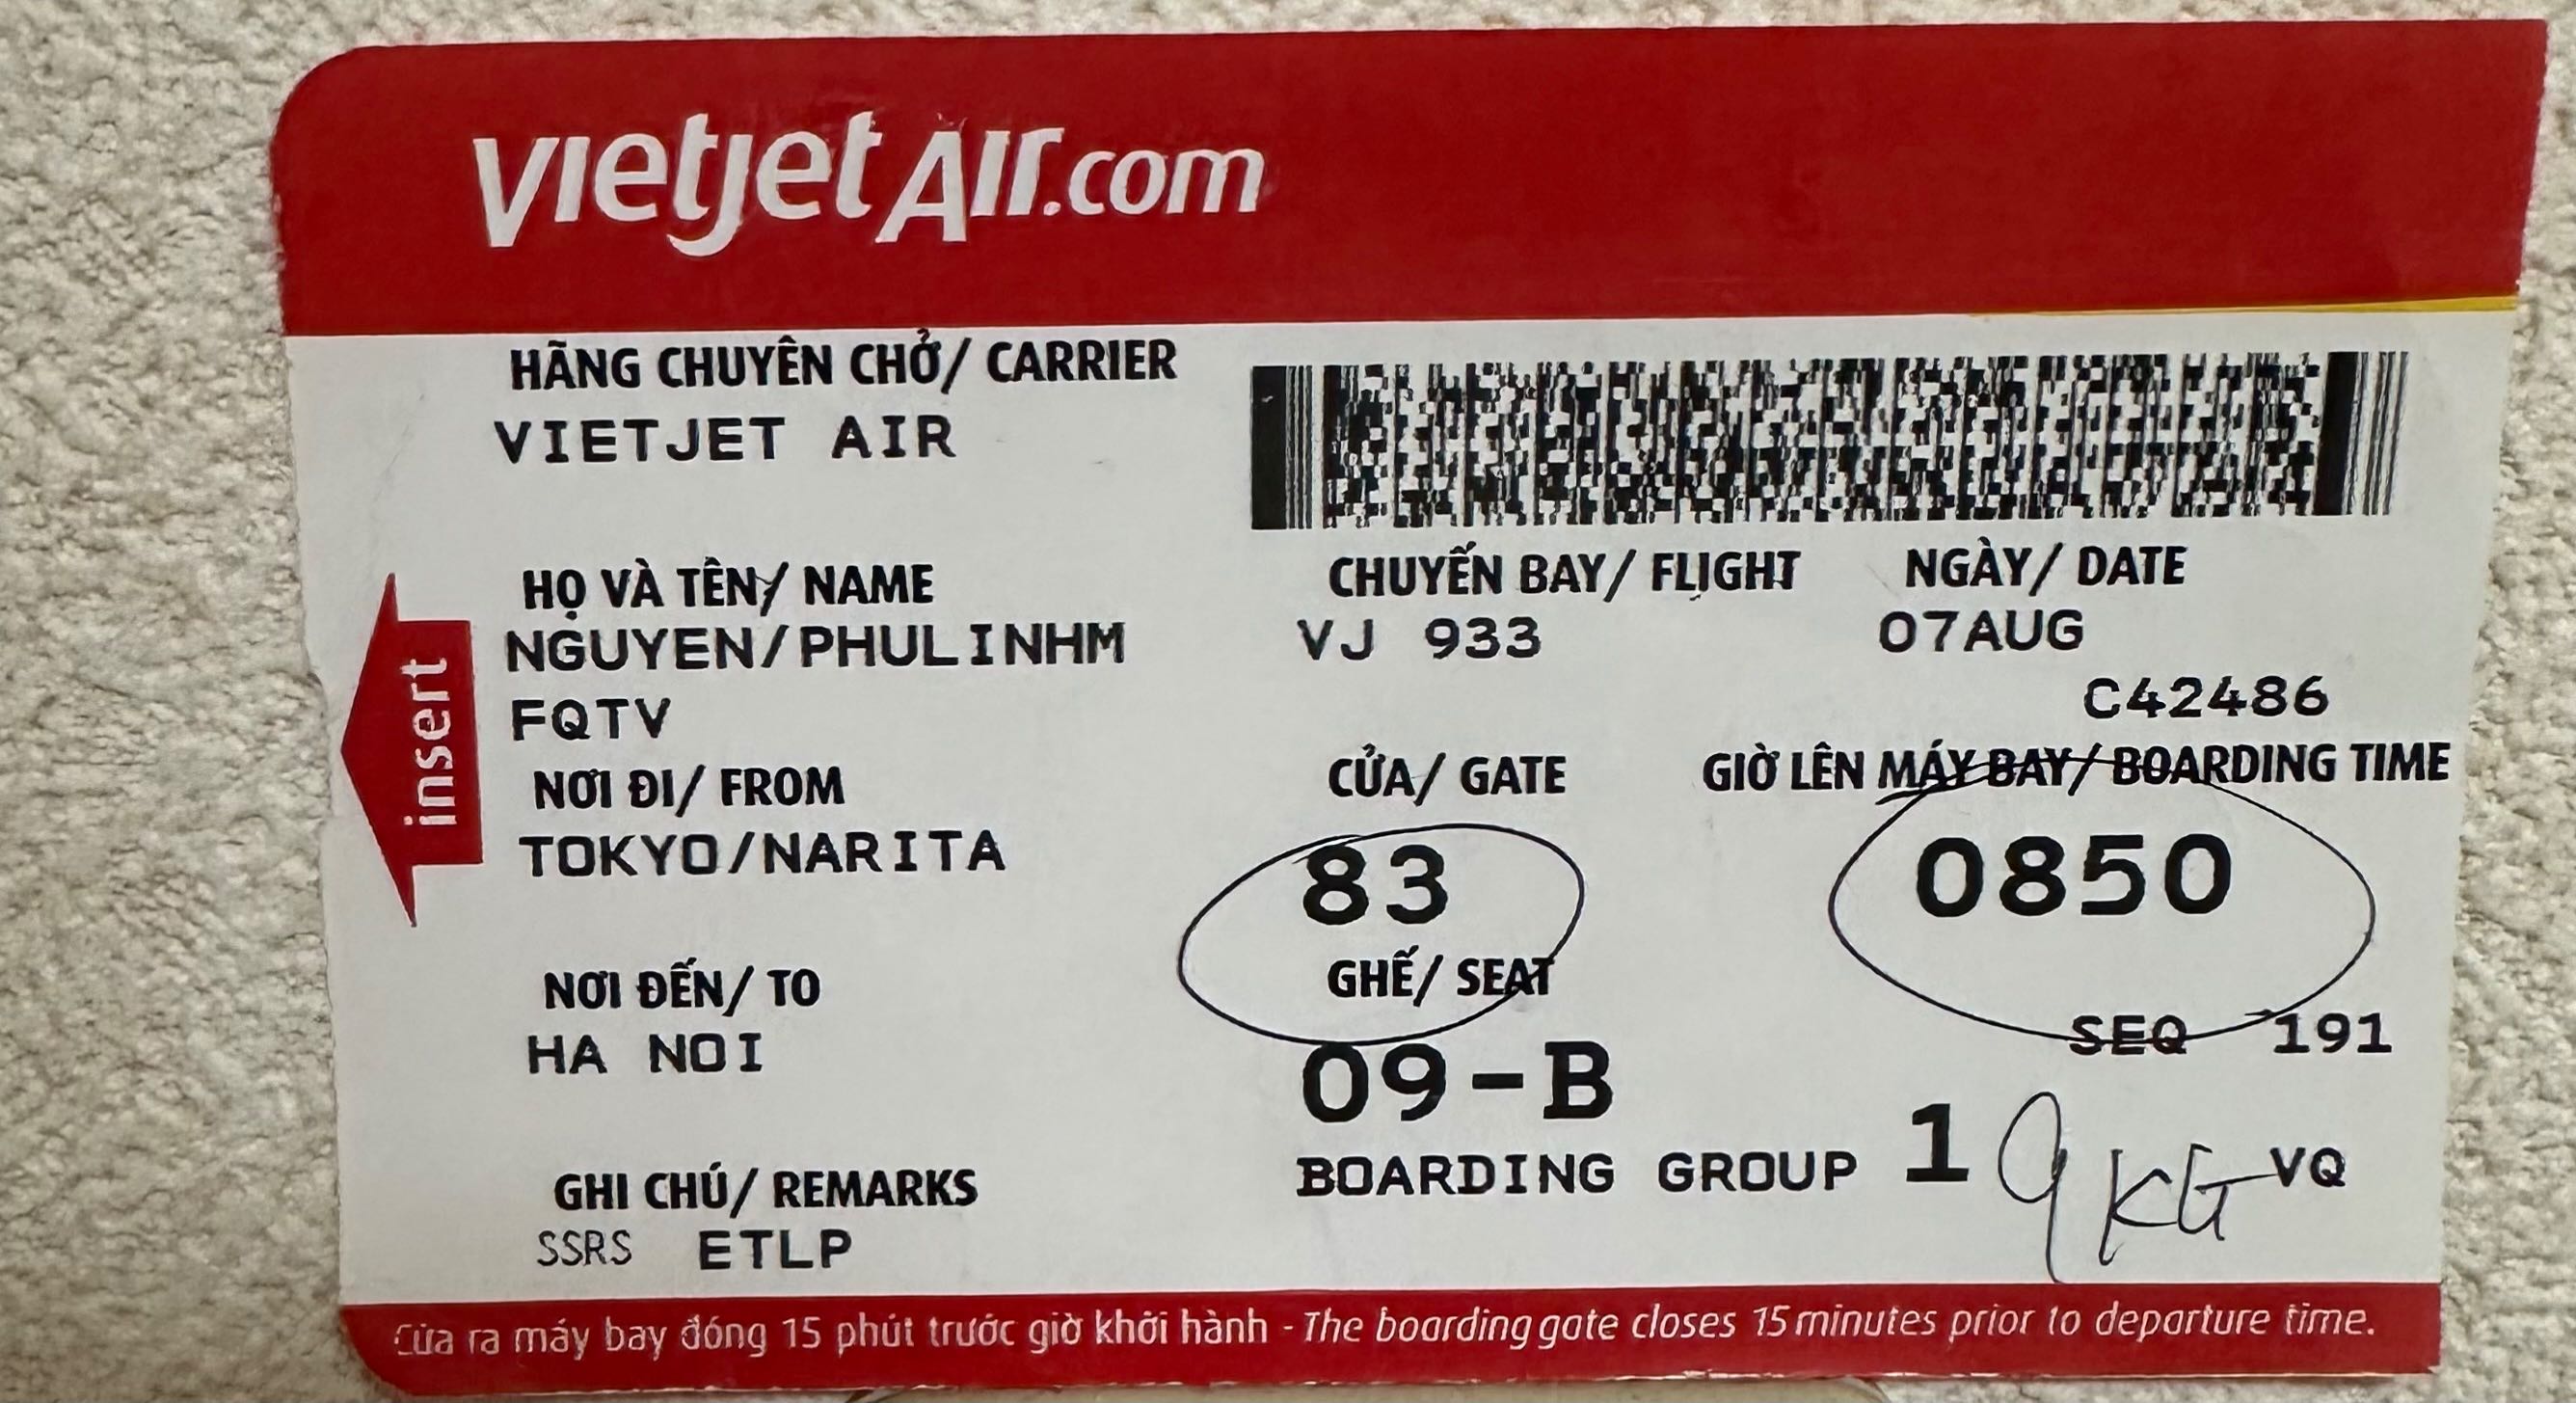 vietjetAir.com
HÃNG CHUYÊN CHỞ/ CARRIER
VIETJET AIR
HỌ VÀ TÊN/ NAME
NGUYEN/PHULINHM
FQTV
CHUYẾN BAY/ FLIGHT
VJ 933
NGÀY/ DATE
07AUG
C42486
insert
NƠI ĐI/ FROM
TOKYO/NARITA
CỬA/ GATE
83
GIỜ LÊN MÁY BAY/ BOARDING TIME
0850
NƠI ĐẾN/ TO
HA NOI
GHẾ/ SEAT
09-B
SEQ 191
BOARDING GROUP 1
9KG
VQ
GHI CHÚ/ REMARKS
SSRS ETLP
Cửa ra máy bay đóng 15 phút trước giờ khởi hành - The boarding gate closes 15 minutes prior to departure time.